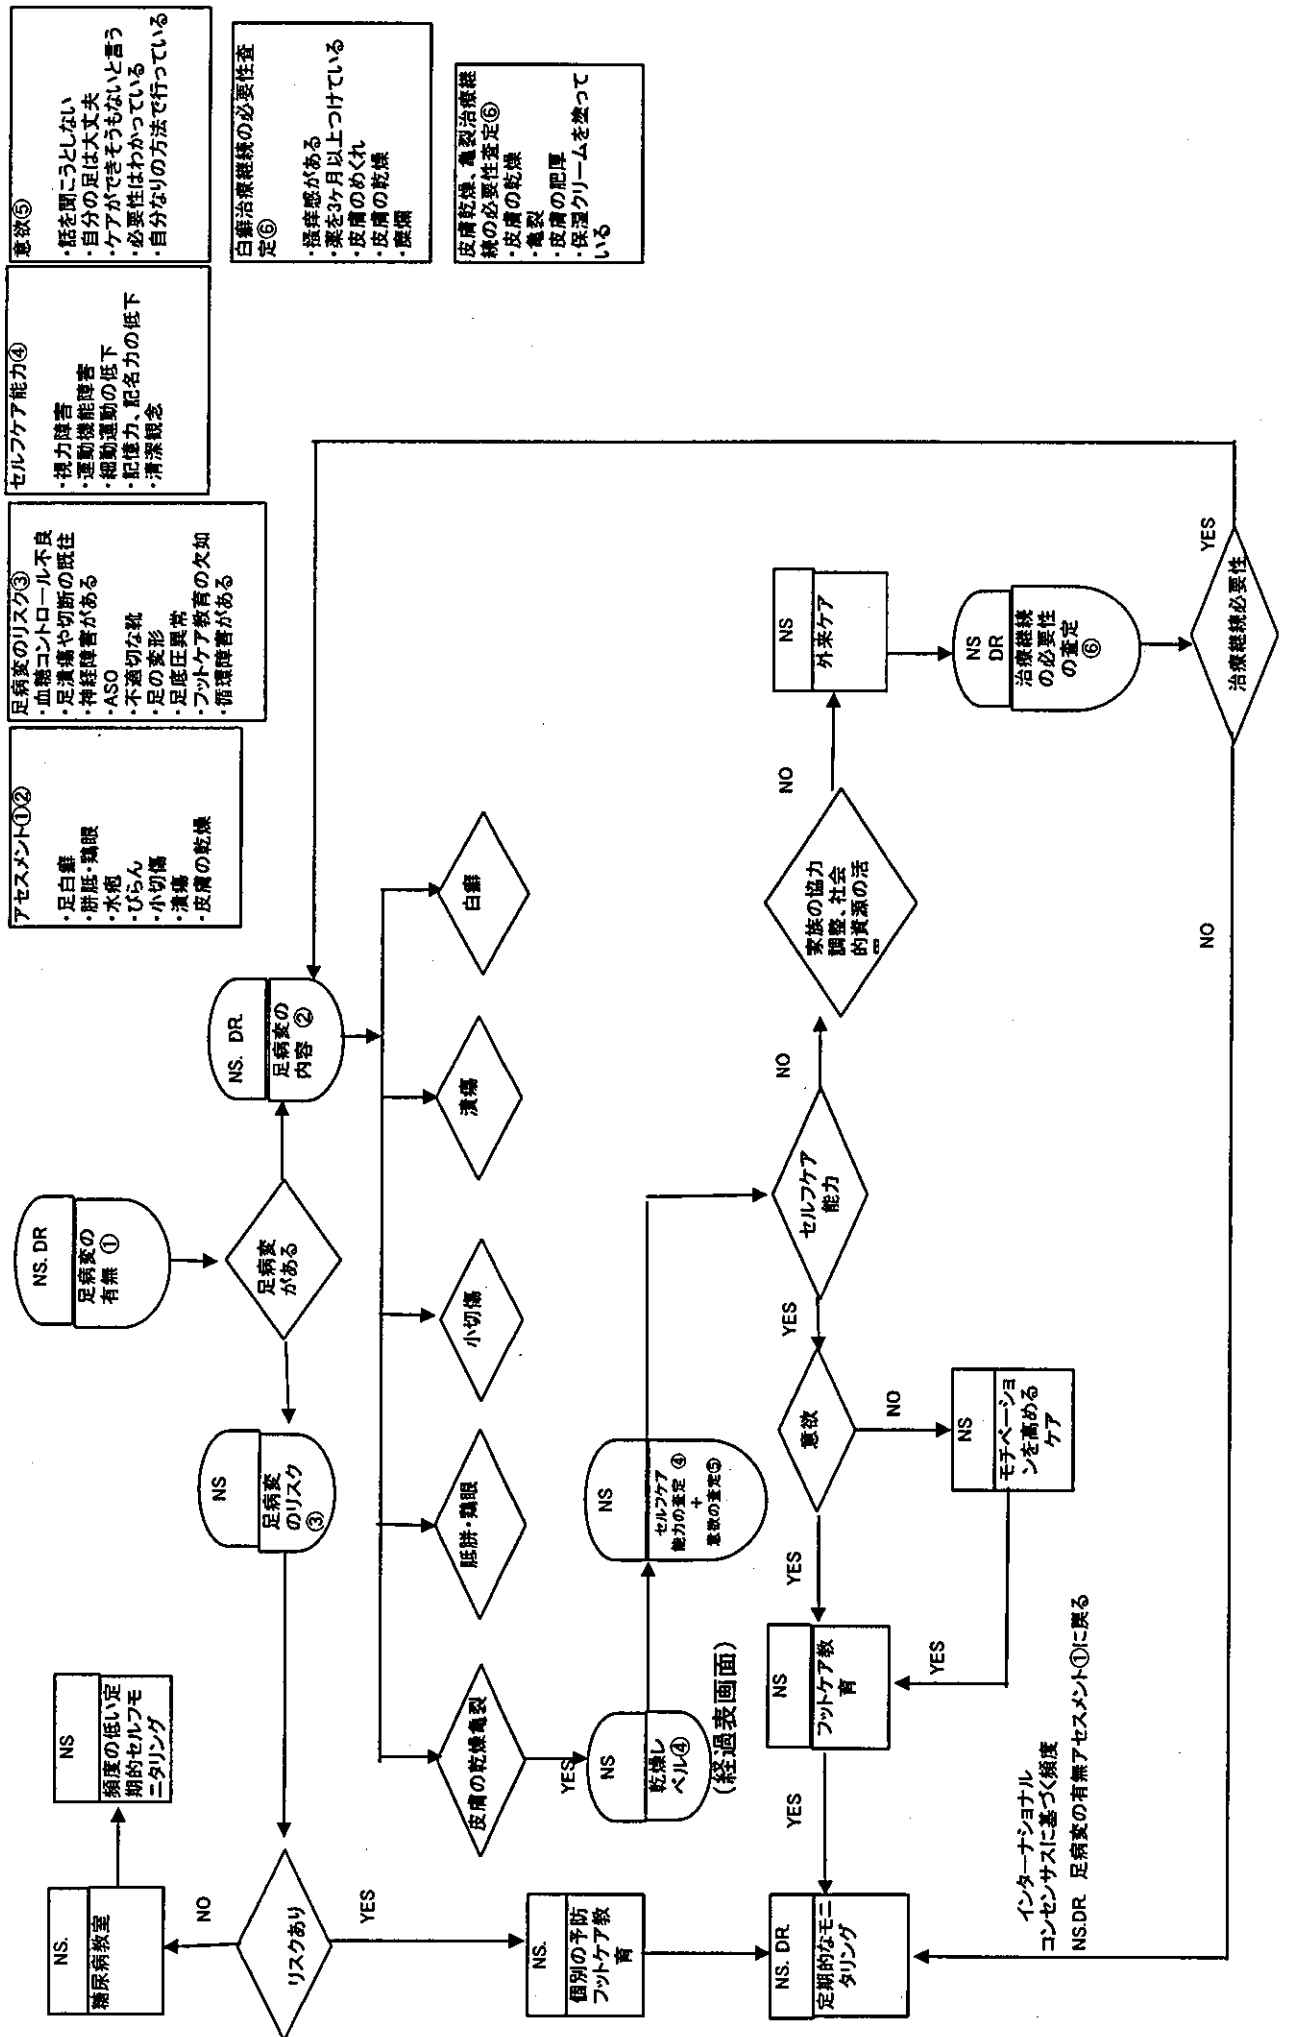 NS. DR
足病変の
有無 ①
足病変
がある
NS. DR.
足病変の
内容 ②
NS
足病変
のリスク
③
リスクあり
NO
YES
NS.
糖尿病教室
NS
頻度の低い定
期的セルフモ
ニタリング
NS.
個別の予防
フットケア教
育
NS. DR.
定期的なモニ
タリング
皮膚の乾燥亀裂
胝胼・鶏眼
小切傷
潰瘍
白癬
YES
NS
乾燥レ
ベル④
(経過表画面)
NS
セルフケア
能力の査定 ④
+
意欲の査定⑤
セルフケア
能力
YES
NO
意欲
YES
NO
NS
モチベーショ
ンを高める
ケア
YES
NS
フットケア教
育
YES
家族の協力
調整、社会
的資源の活
NO
NS
外来ケア
NS
DR
治療継続
の必要性
の査定
⑥
治療継続必要性
YES
NO
インターナショナル
コンセンサスに基づく頻度
NS.DR 足病変の有無アセスメント①に戻る
アセスメント①②
・足白癬
・胼胝・鶏眼
・水疱
・びらん
・小切傷
・潰瘍
・皮膚の乾燥
足病変のリスク③
・血糖コントロール不良
・足潰瘍や切断の既往
・神経障害がある
・ASO
・不適切な靴
・足の変形
・足底圧異常
・フットケア教育の欠如
・循環障害がある
セルフケア能力④
・視力障害
・運動機能障害
・細動運動の低下
・記憶力、記名力の低下
・清潔観念
意欲⑤
・話を聞こうとしない
・自分の足は大丈夫
・ケアができそうもないと言う
・必要性はわかっている
・自分なりの方法で行っている
白癬治療継続の必要性査
定⑥
・掻痒感がある
・薬を3ヶ月以上つけている
・皮膚のめくれ
・皮膚の乾燥
・糜爛
皮膚乾燥、亀裂治療継
続の必要性査定⑥
・皮膚の乾燥
・亀裂
・皮膚の肥厚
・保湿クリームを塗って
いる